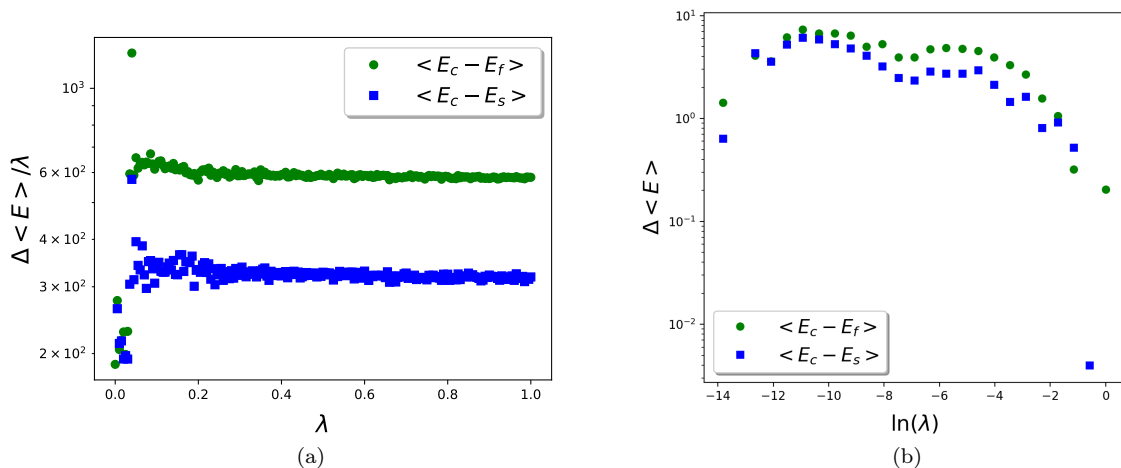 10³
6 × 10²
4 × 10²
3 × 10²
2 × 10²
Δ < E > /λ
< E_c − E_f >
< E_c − E_s >
0.0 0.2 0.4 0.6 0.8 1.0
λ
(a)
10¹
10⁰
10⁻¹
10⁻²
Δ < E >
< E_c − E_f >
< E_c − E_s >
−14 −12 −10 −8 −6 −4 −2 0
ln(λ)
(b)